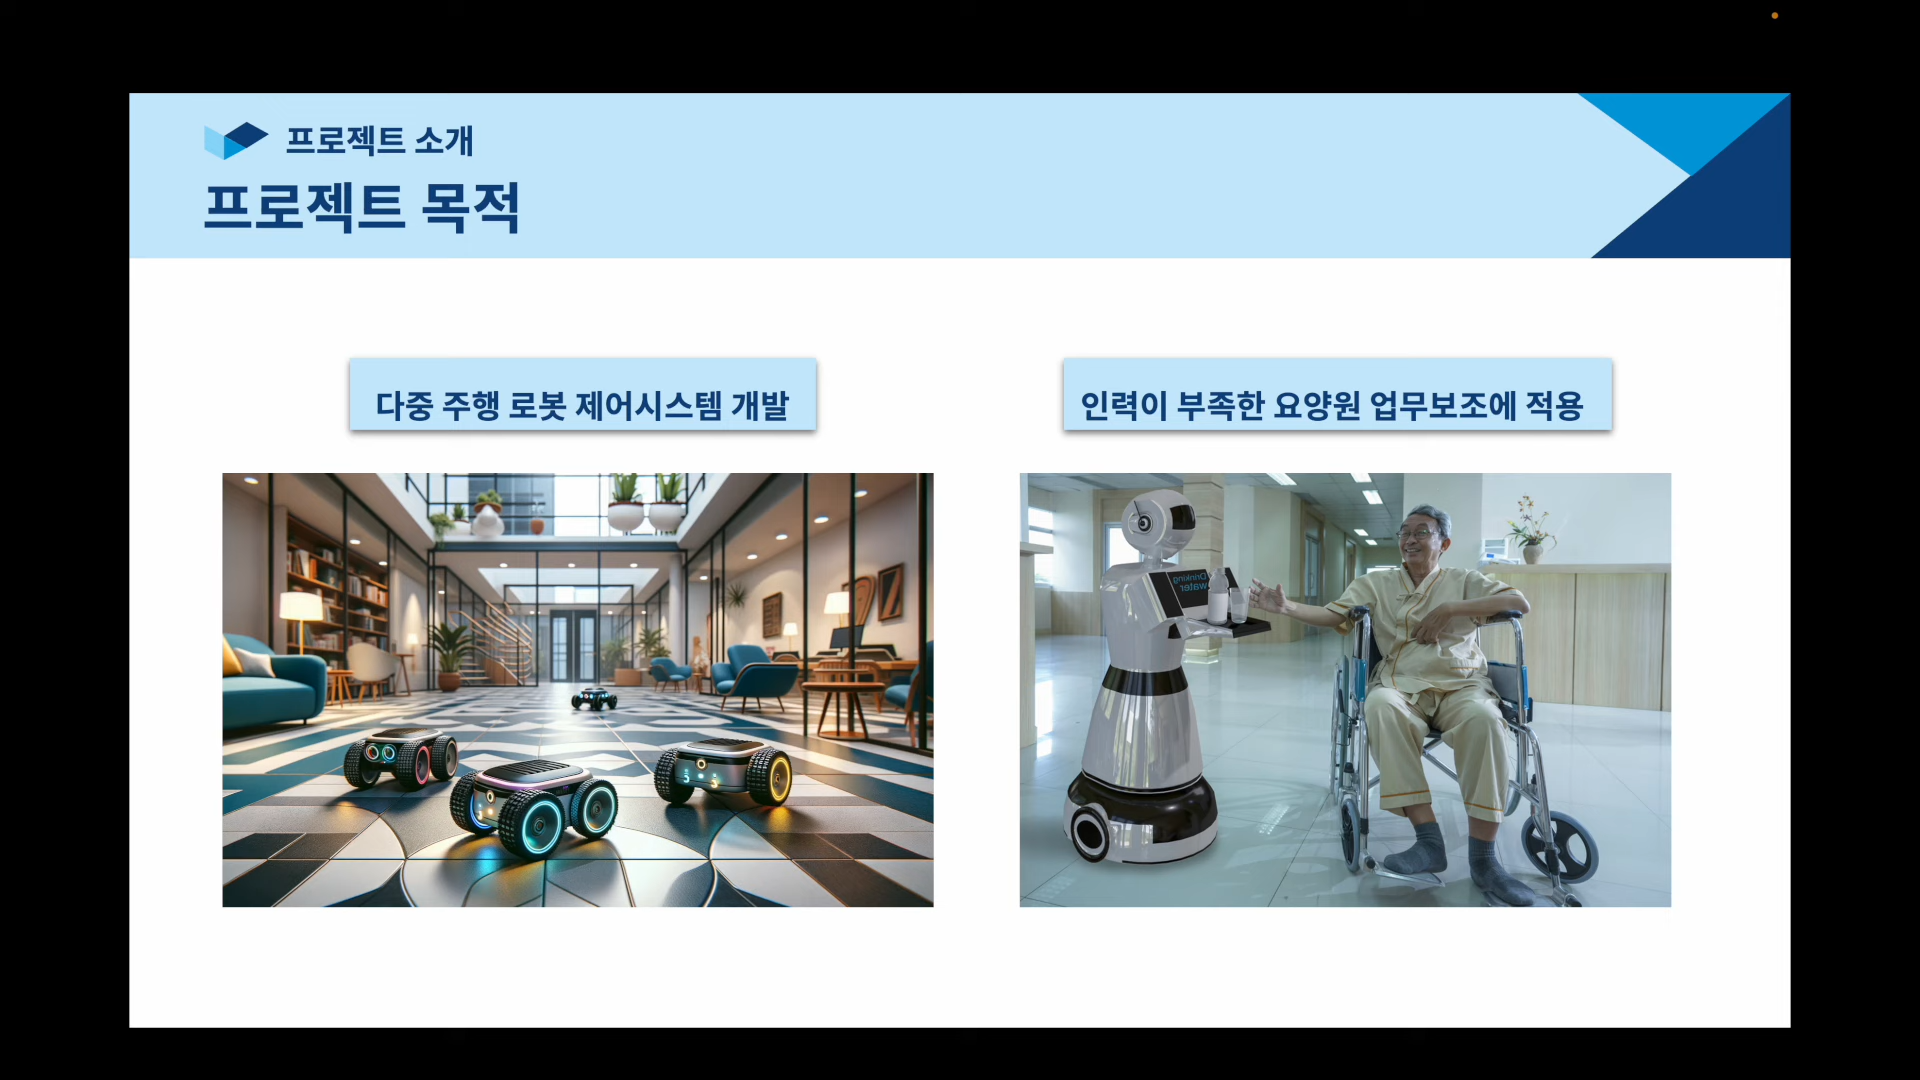 프로젝트 소개
프로젝트 목적
다중 주행 로봇 제어시스템 개발
인력이 부족한 요양원 업무보조에 적용
Drinking
water